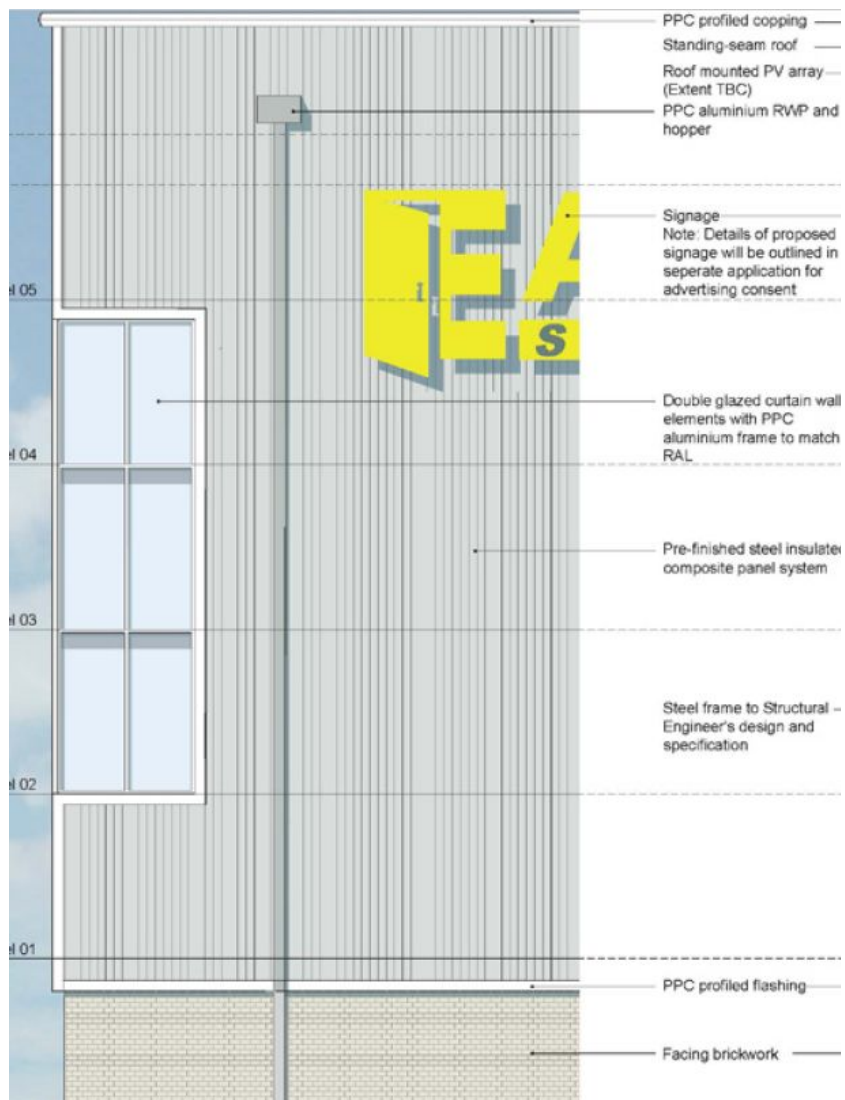 PPC profiled copping
Standing-seam roof
Roof mounted PV array
(Extent TBC)
PPC aluminium RWP and
hopper
EA
S
Signage
Note: Details of proposed
signage will be outlined in
seperate application for
advertising consent
el 05
Double glazed curtain wall
elements with PPC
aluminium frame to match
RAL
el 04
Pre-finished steel insulated
composite panel system
el 03
Steel frame to Structural
Engineer's design and
specification
el 02
el 01
PPC profiled flashing
Facing brickwork